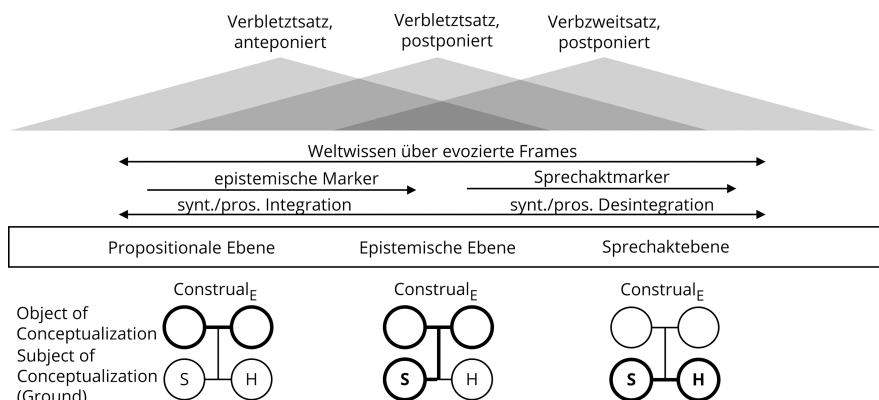 Verbletztsatz,
anteponiert
Verbletztsatz,
postponiert
Verbzweitsatz,
postponiert
Weltwissen über evozierte Frames
epistemische Marker
Sprechaktmarker
synt./pros. Integration
synt./pros. Desintegration
Propositionale Ebene
Epistemische Ebene
Sprechaktebene
Construal_E
Construal_E
Construal_E
Object of
Conceptualization
Subject of
Conceptualization
(Ground)
S
H
S
H
S
H